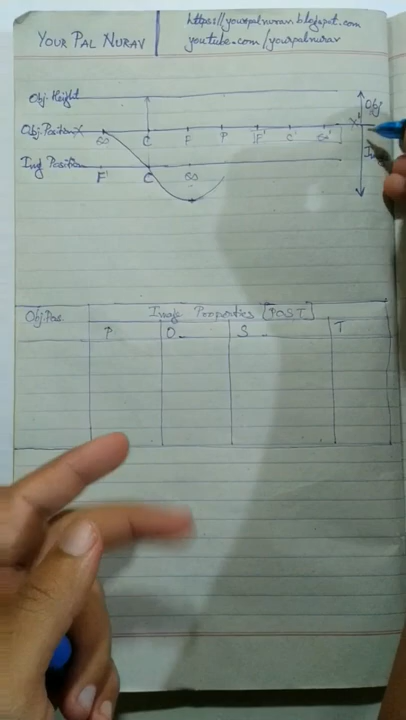 YOUR PAL NURAV
https://yourpalnurav.blogspot.com
youtube.com/yourpalnurav
Obj. Height
Obj
Obj. Position X
∞ C F P F' C' ∞'
X'
Img Position
F' C ∞
Obj. Pos.
Image Properties [POST]
P O S T